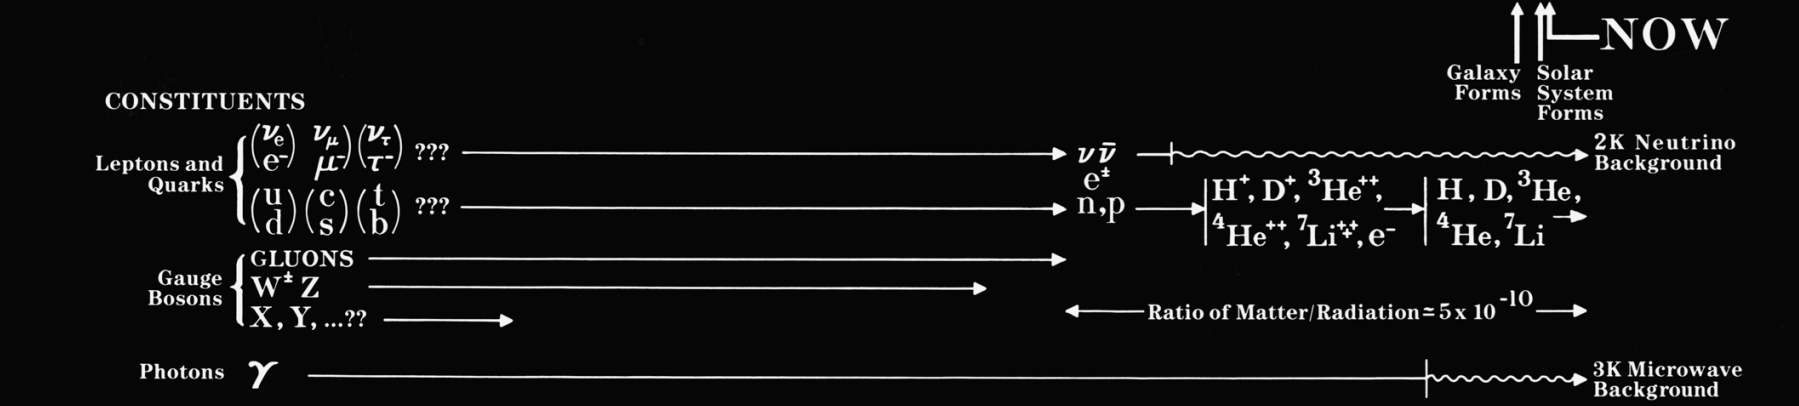 NOW
Galaxy
Forms
Solar
System
Forms
CONSTITUENTS
Leptons and
Quarks
(νe e-) (νμ μ-) (ντ τ-) ???
(u d) (c s) (t b) ???
ν ν̄
e±
n,p
2K Neutrino
Background
H⁺, D⁺, ³He⁺⁺,
⁴He⁺⁺, ⁷Li⁺⁺⁺, e⁻
H, D, ³He,
⁴He, ⁷Li
Gauge
Bosons
GLUONS
W± Z
X, Y, ...??
Ratio of Matter/Radiation ≃ 5 x 10⁻¹⁰
Photons γ
3K Microwave
Background